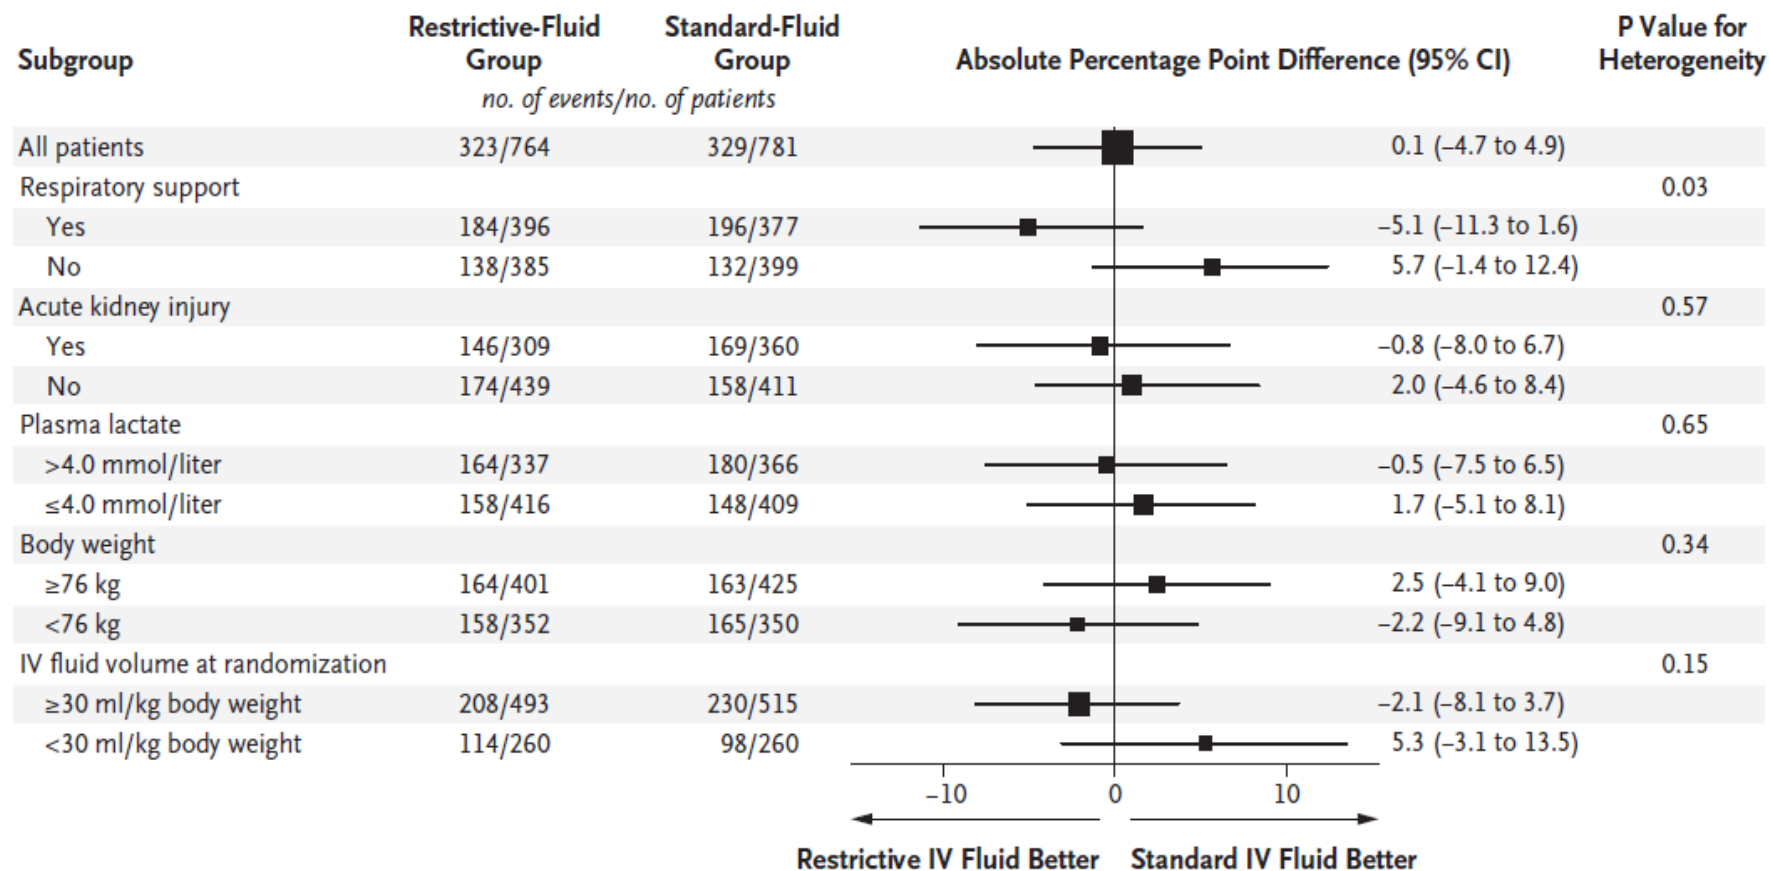 Subgroup Restrictive-Fluid Group Standard-Fluid Group Absolute Percentage Point Difference (95% CI) P Value for Heterogeneity
no. of events/no. of patients
All patients 323/764 329/781 0.1 (–4.7 to 4.9)
Respiratory support 0.03
Yes 184/396 196/377 –5.1 (–11.3 to 1.6)
No 138/385 132/399 5.7 (–1.4 to 12.4)
Acute kidney injury 0.57
Yes 146/309 169/360 –0.8 (–8.0 to 6.7)
No 174/439 158/411 2.0 (–4.6 to 8.4)
Plasma lactate 0.65
>4.0 mmol/liter 164/337 180/366 –0.5 (–7.5 to 6.5)
≤4.0 mmol/liter 158/416 148/409 1.7 (–5.1 to 8.1)
Body weight 0.34
≥76 kg 164/401 163/425 2.5 (–4.1 to 9.0)
<76 kg 158/352 165/350 –2.2 (–9.1 to 4.8)
IV fluid volume at randomization 0.15
≥30 ml/kg body weight 208/493 230/515 –2.1 (–8.1 to 3.7)
<30 ml/kg body weight 114/260 98/260 5.3 (–3.1 to 13.5)
–10 0 10
Restrictive IV Fluid Better Standard IV Fluid Better